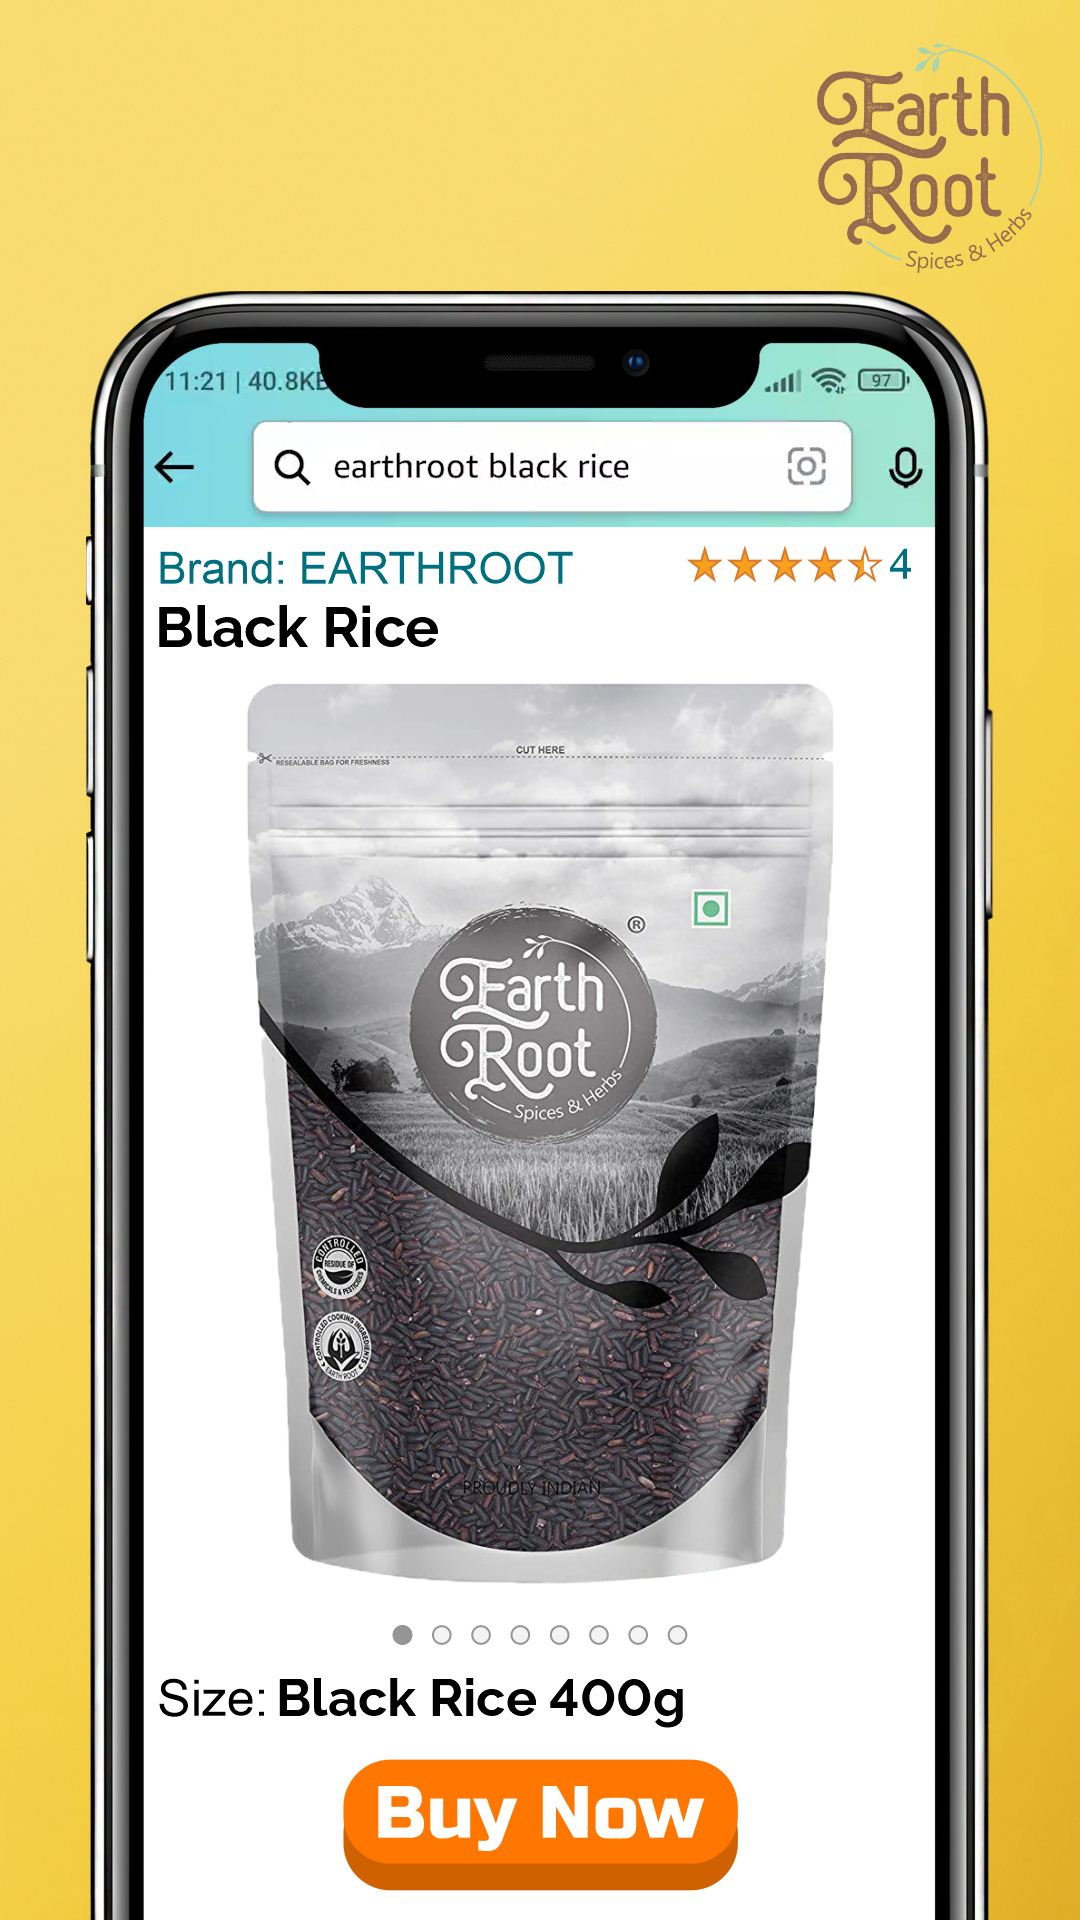 Earth
Root
Spices & Herbs
11:21 | 40.8KB
97
earthroot black rice
Brand: EARTHROOT
4
Black Rice
CUT HERE
RESEALABLE BAG FOR FRESHNESS
®
Earth
Root
Spices & Herbs
CONTROLLED
RESIDUE OF
CHEMICALS & PESTICIDES
CONTROLLED COOKING INGREDIENTS
EARTH ROOT
PROUDLY INDIAN
Size: Black Rice 400g
Buy Now